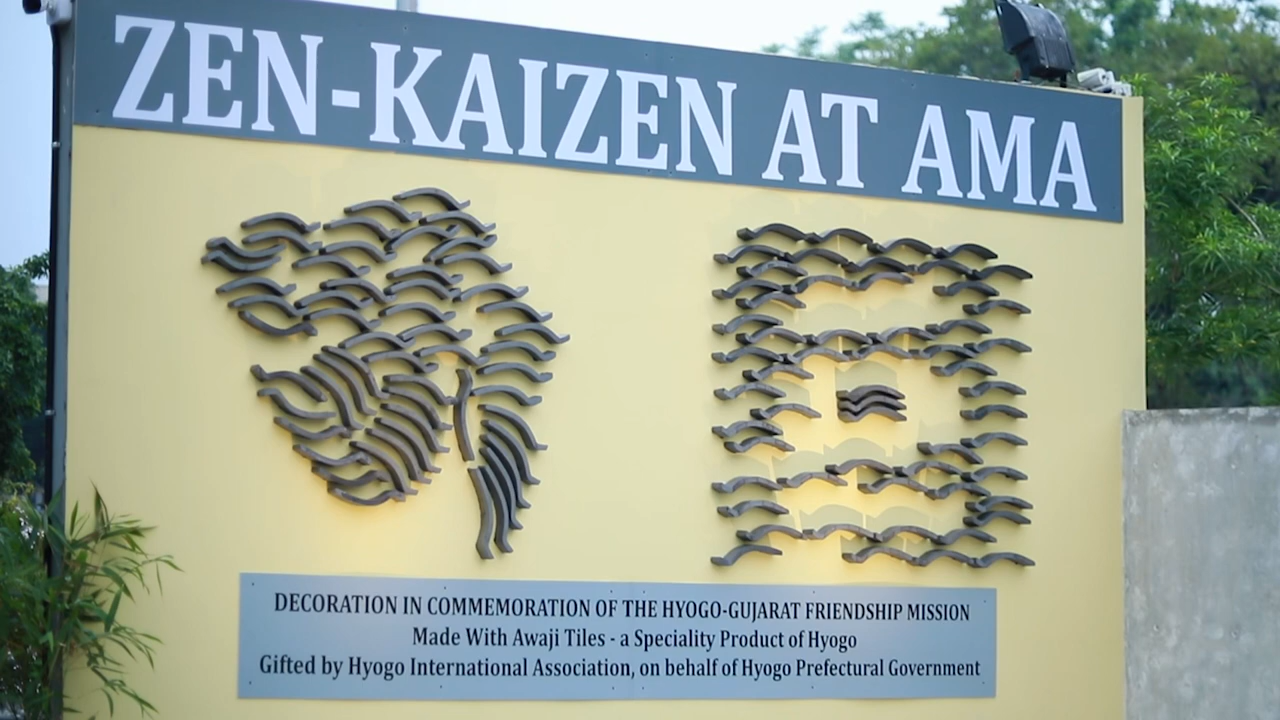 ZEN-KAIZEN AT AMA
DECORATION IN COMMEMORATION OF THE HYOGO-GUJARAT FRIENDSHIP MISSION
Made With Awaji Tiles - a Speciality Product of Hyogo
Gifted by Hyogo International Association, on behalf of Hyogo Prefectural Government